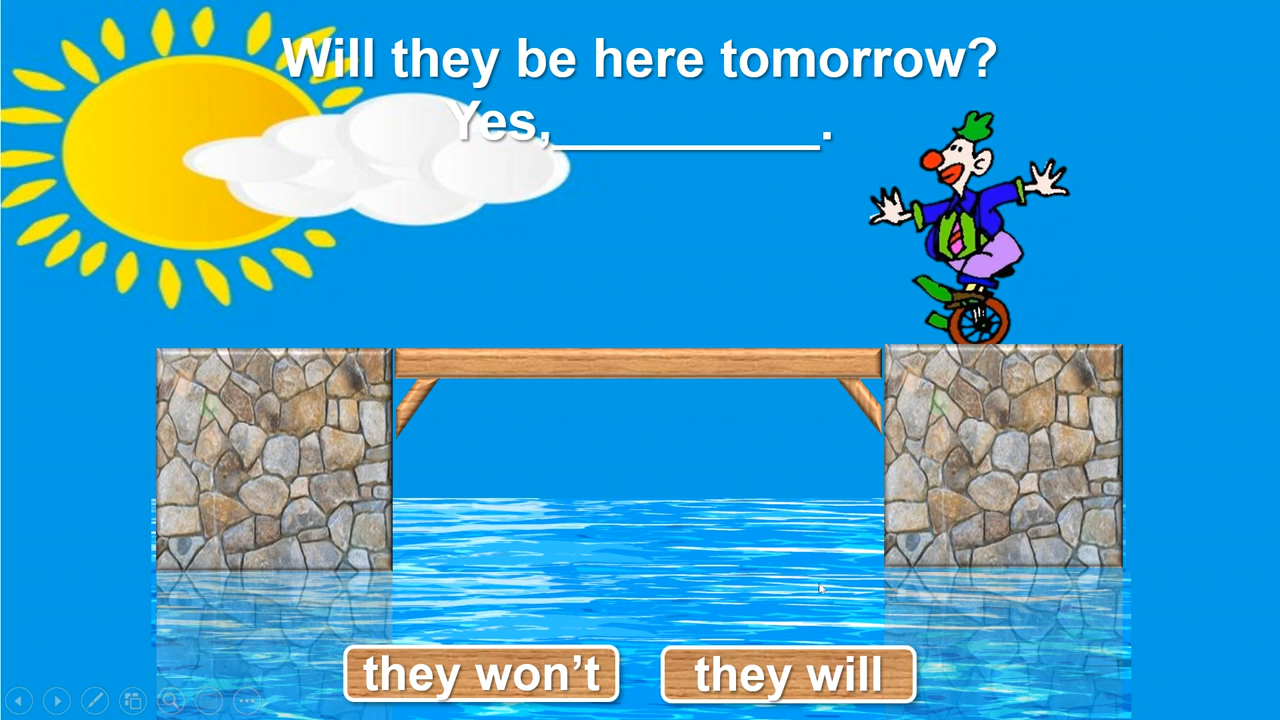 Will they be here tomorrow?
Yes,__________.
they won’t
they will